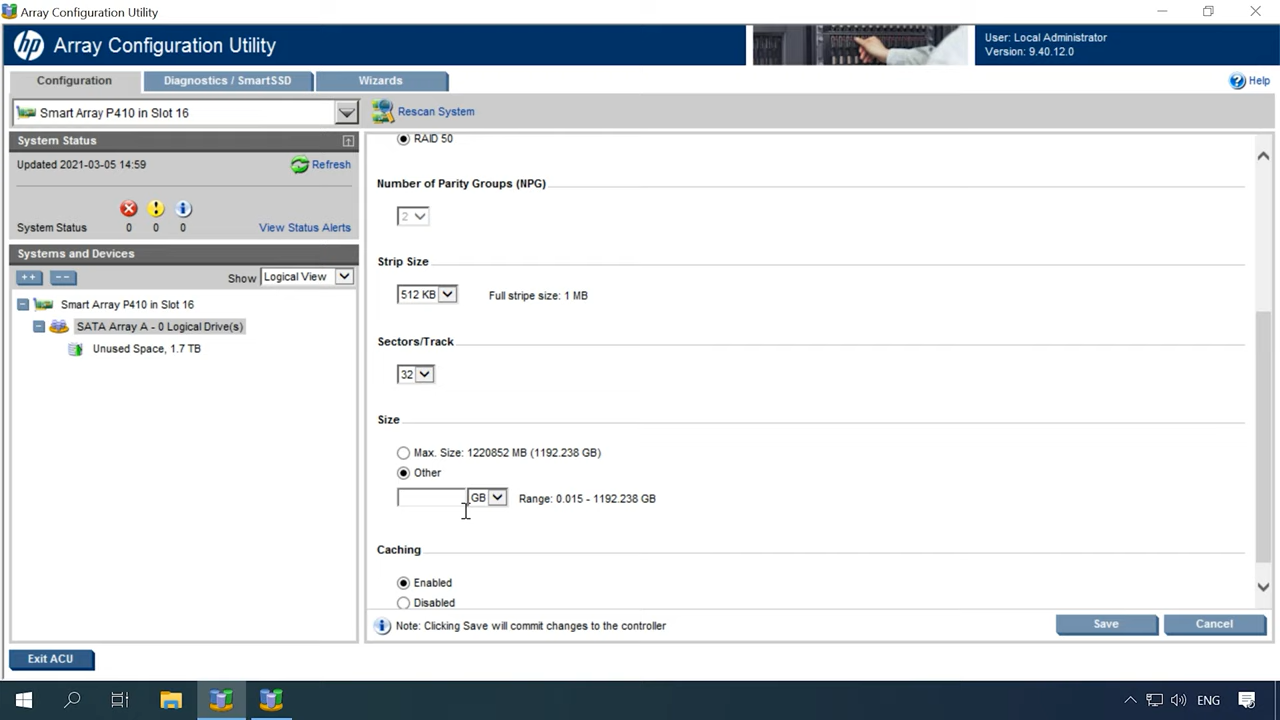 Array Configuration Utility
hp Array Configuration Utility
User: Local Administrator
Version: 9.40.12.0
Configuration
Diagnostics / SmartSSD
Wizards
Help
Smart Array P410 in Slot 16
Rescan System
System Status
Updated 2021-03-05 14:59
Refresh
System Status 0 0 0
View Status Alerts
Systems and Devices
++ -- Show Logical View
Smart Array P410 in Slot 16
SATA Array A - 0 Logical Drive(s)
Unused Space, 1.7 TB
RAID 50
Number of Parity Groups (NPG)
2
Strip Size
512 KB Full stripe size: 1 MB
Sectors/Track
32
Size
Max. Size: 1220852 MB (1192.238 GB)
Other
GB Range: 0.015 - 1192.238 GB
Caching
Enabled
Disabled
Note: Clicking Save will commit changes to the controller
Save
Cancel
Exit ACU
ENG